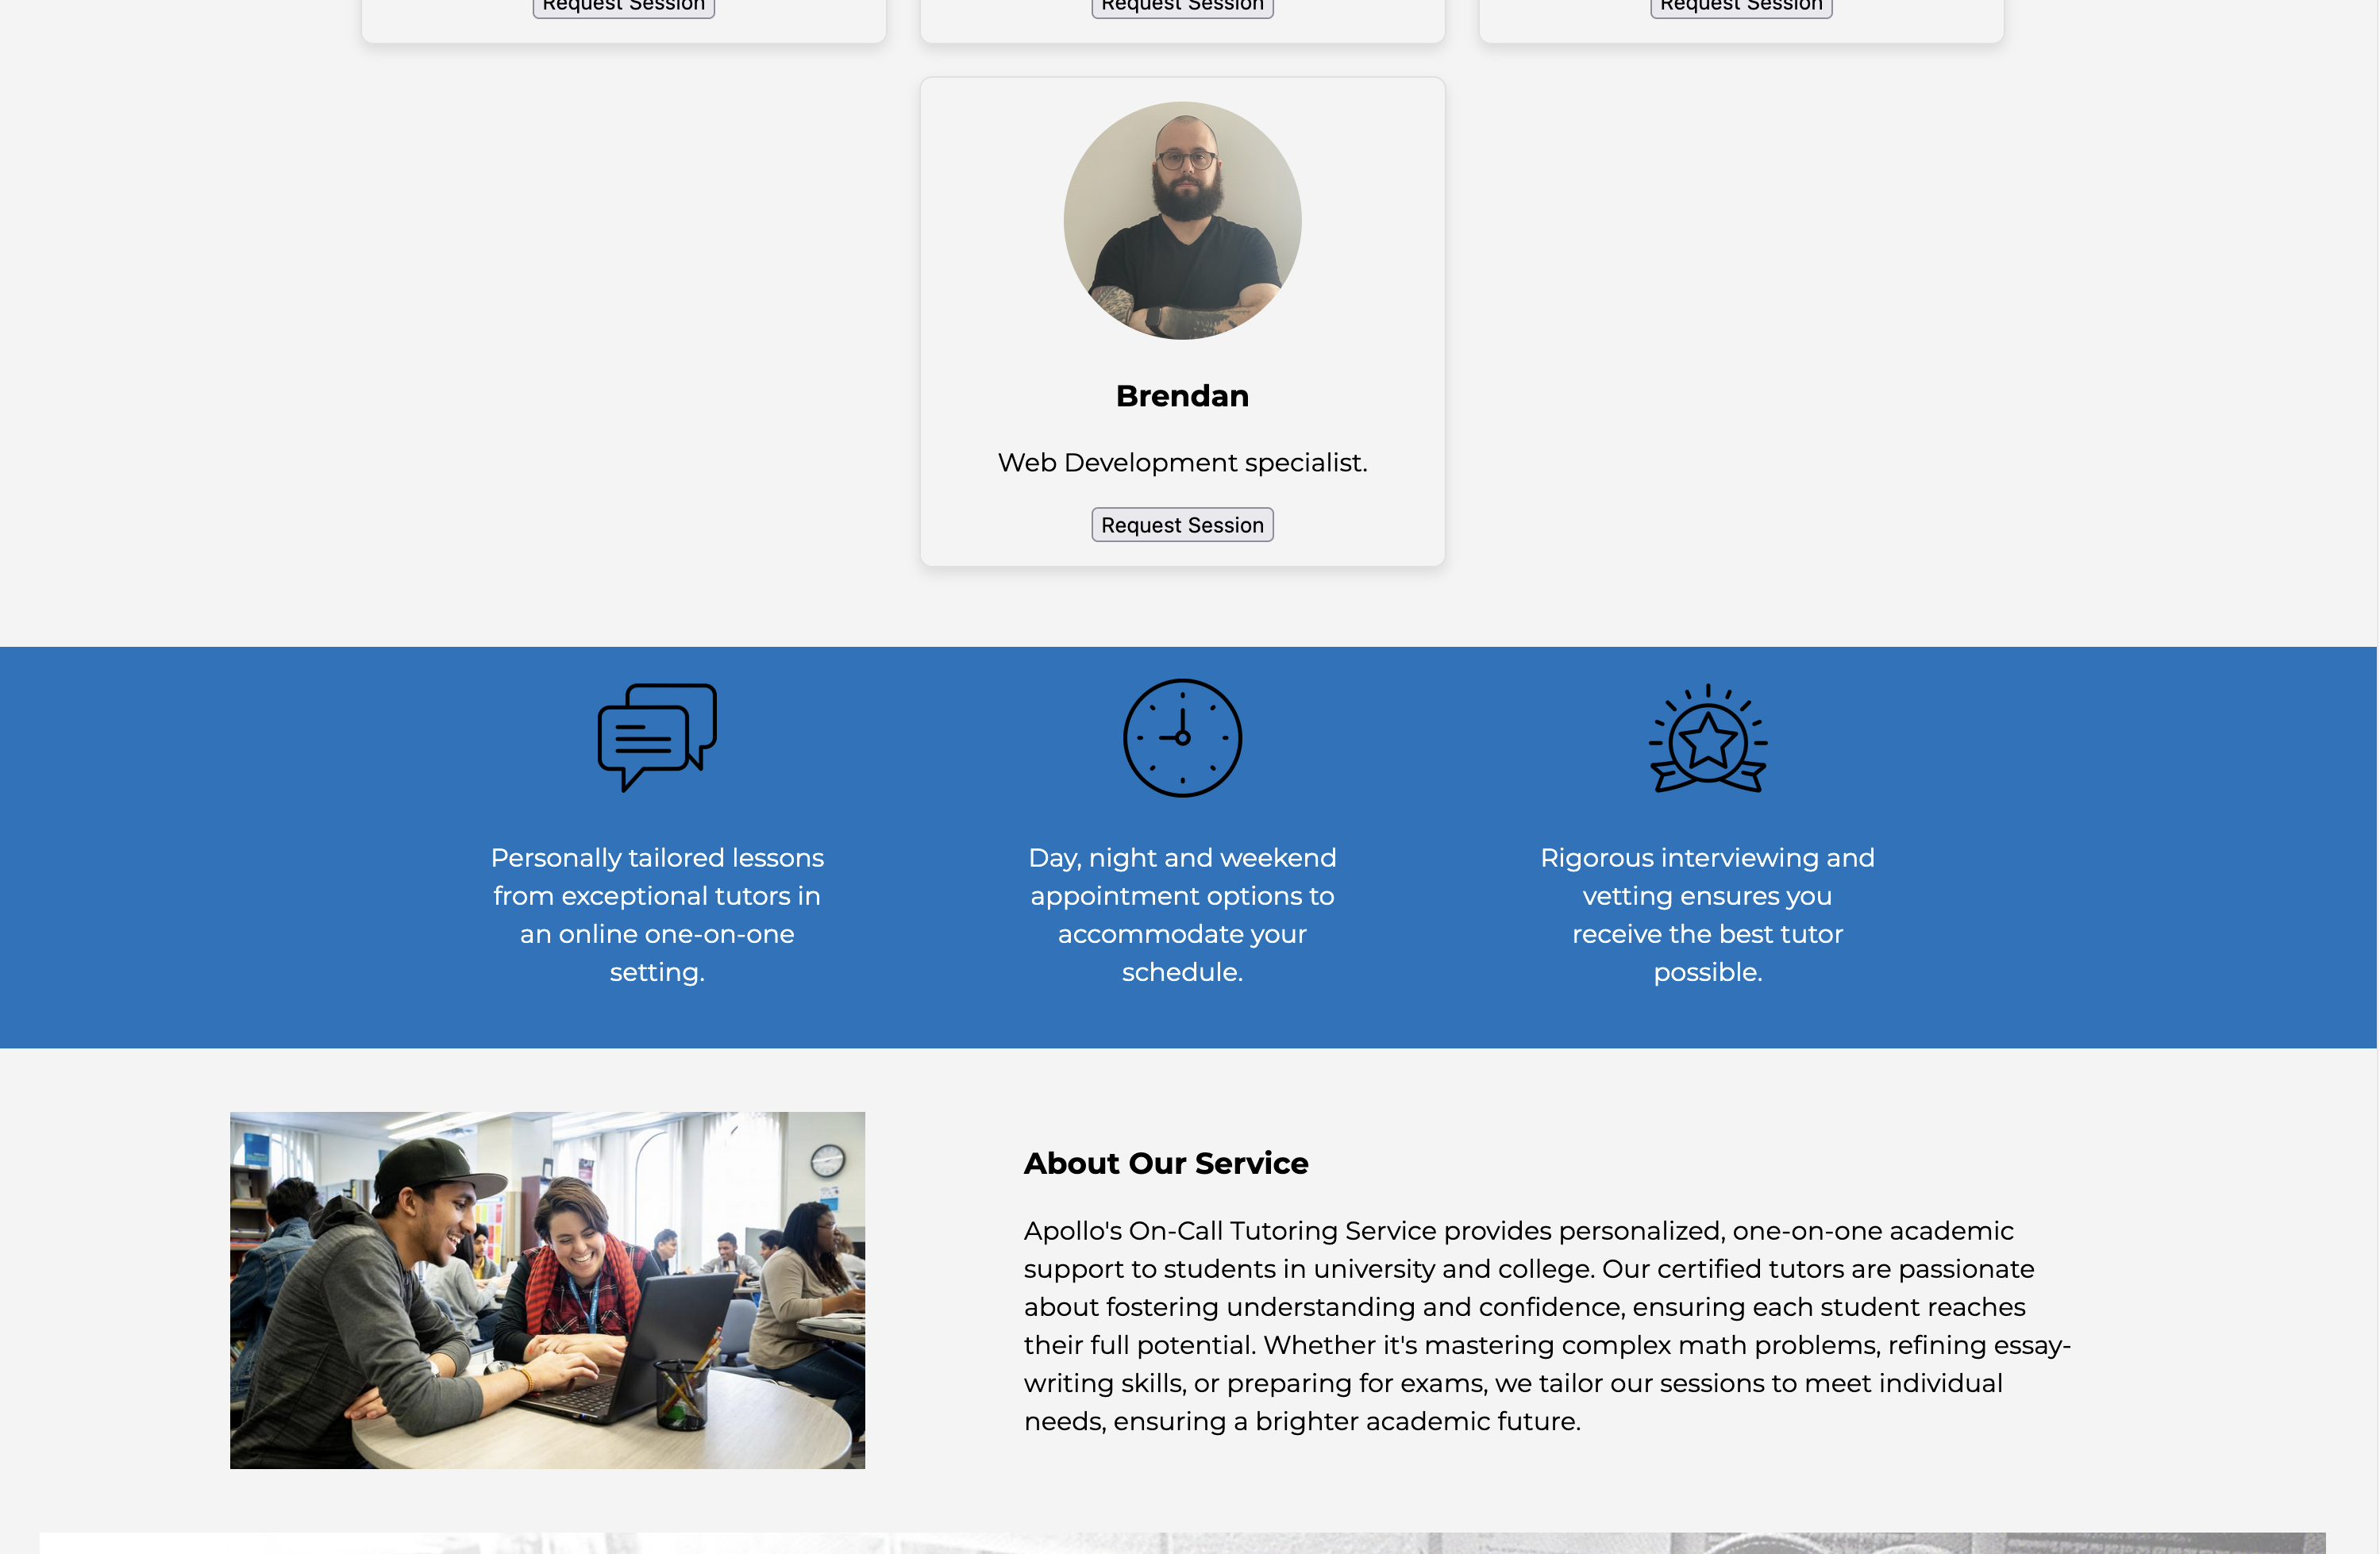 Request Session
Request Session
Request Session
Brendan
Web Development specialist.
Request Session
Personally tailored lessons
from exceptional tutors in
an online one-on-one
setting.
Day, night and weekend
appointment options to
accommodate your
schedule.
Rigorous interviewing and
vetting ensures you
receive the best tutor
possible.
About Our Service
Apollo's On-Call Tutoring Service provides personalized, one-on-one academic
support to students in university and college. Our certified tutors are passionate
about fostering understanding and confidence, ensuring each student reaches
their full potential. Whether it's mastering complex math problems, refining essay-
writing skills, or preparing for exams, we tailor our sessions to meet individual
needs, ensuring a brighter academic future.